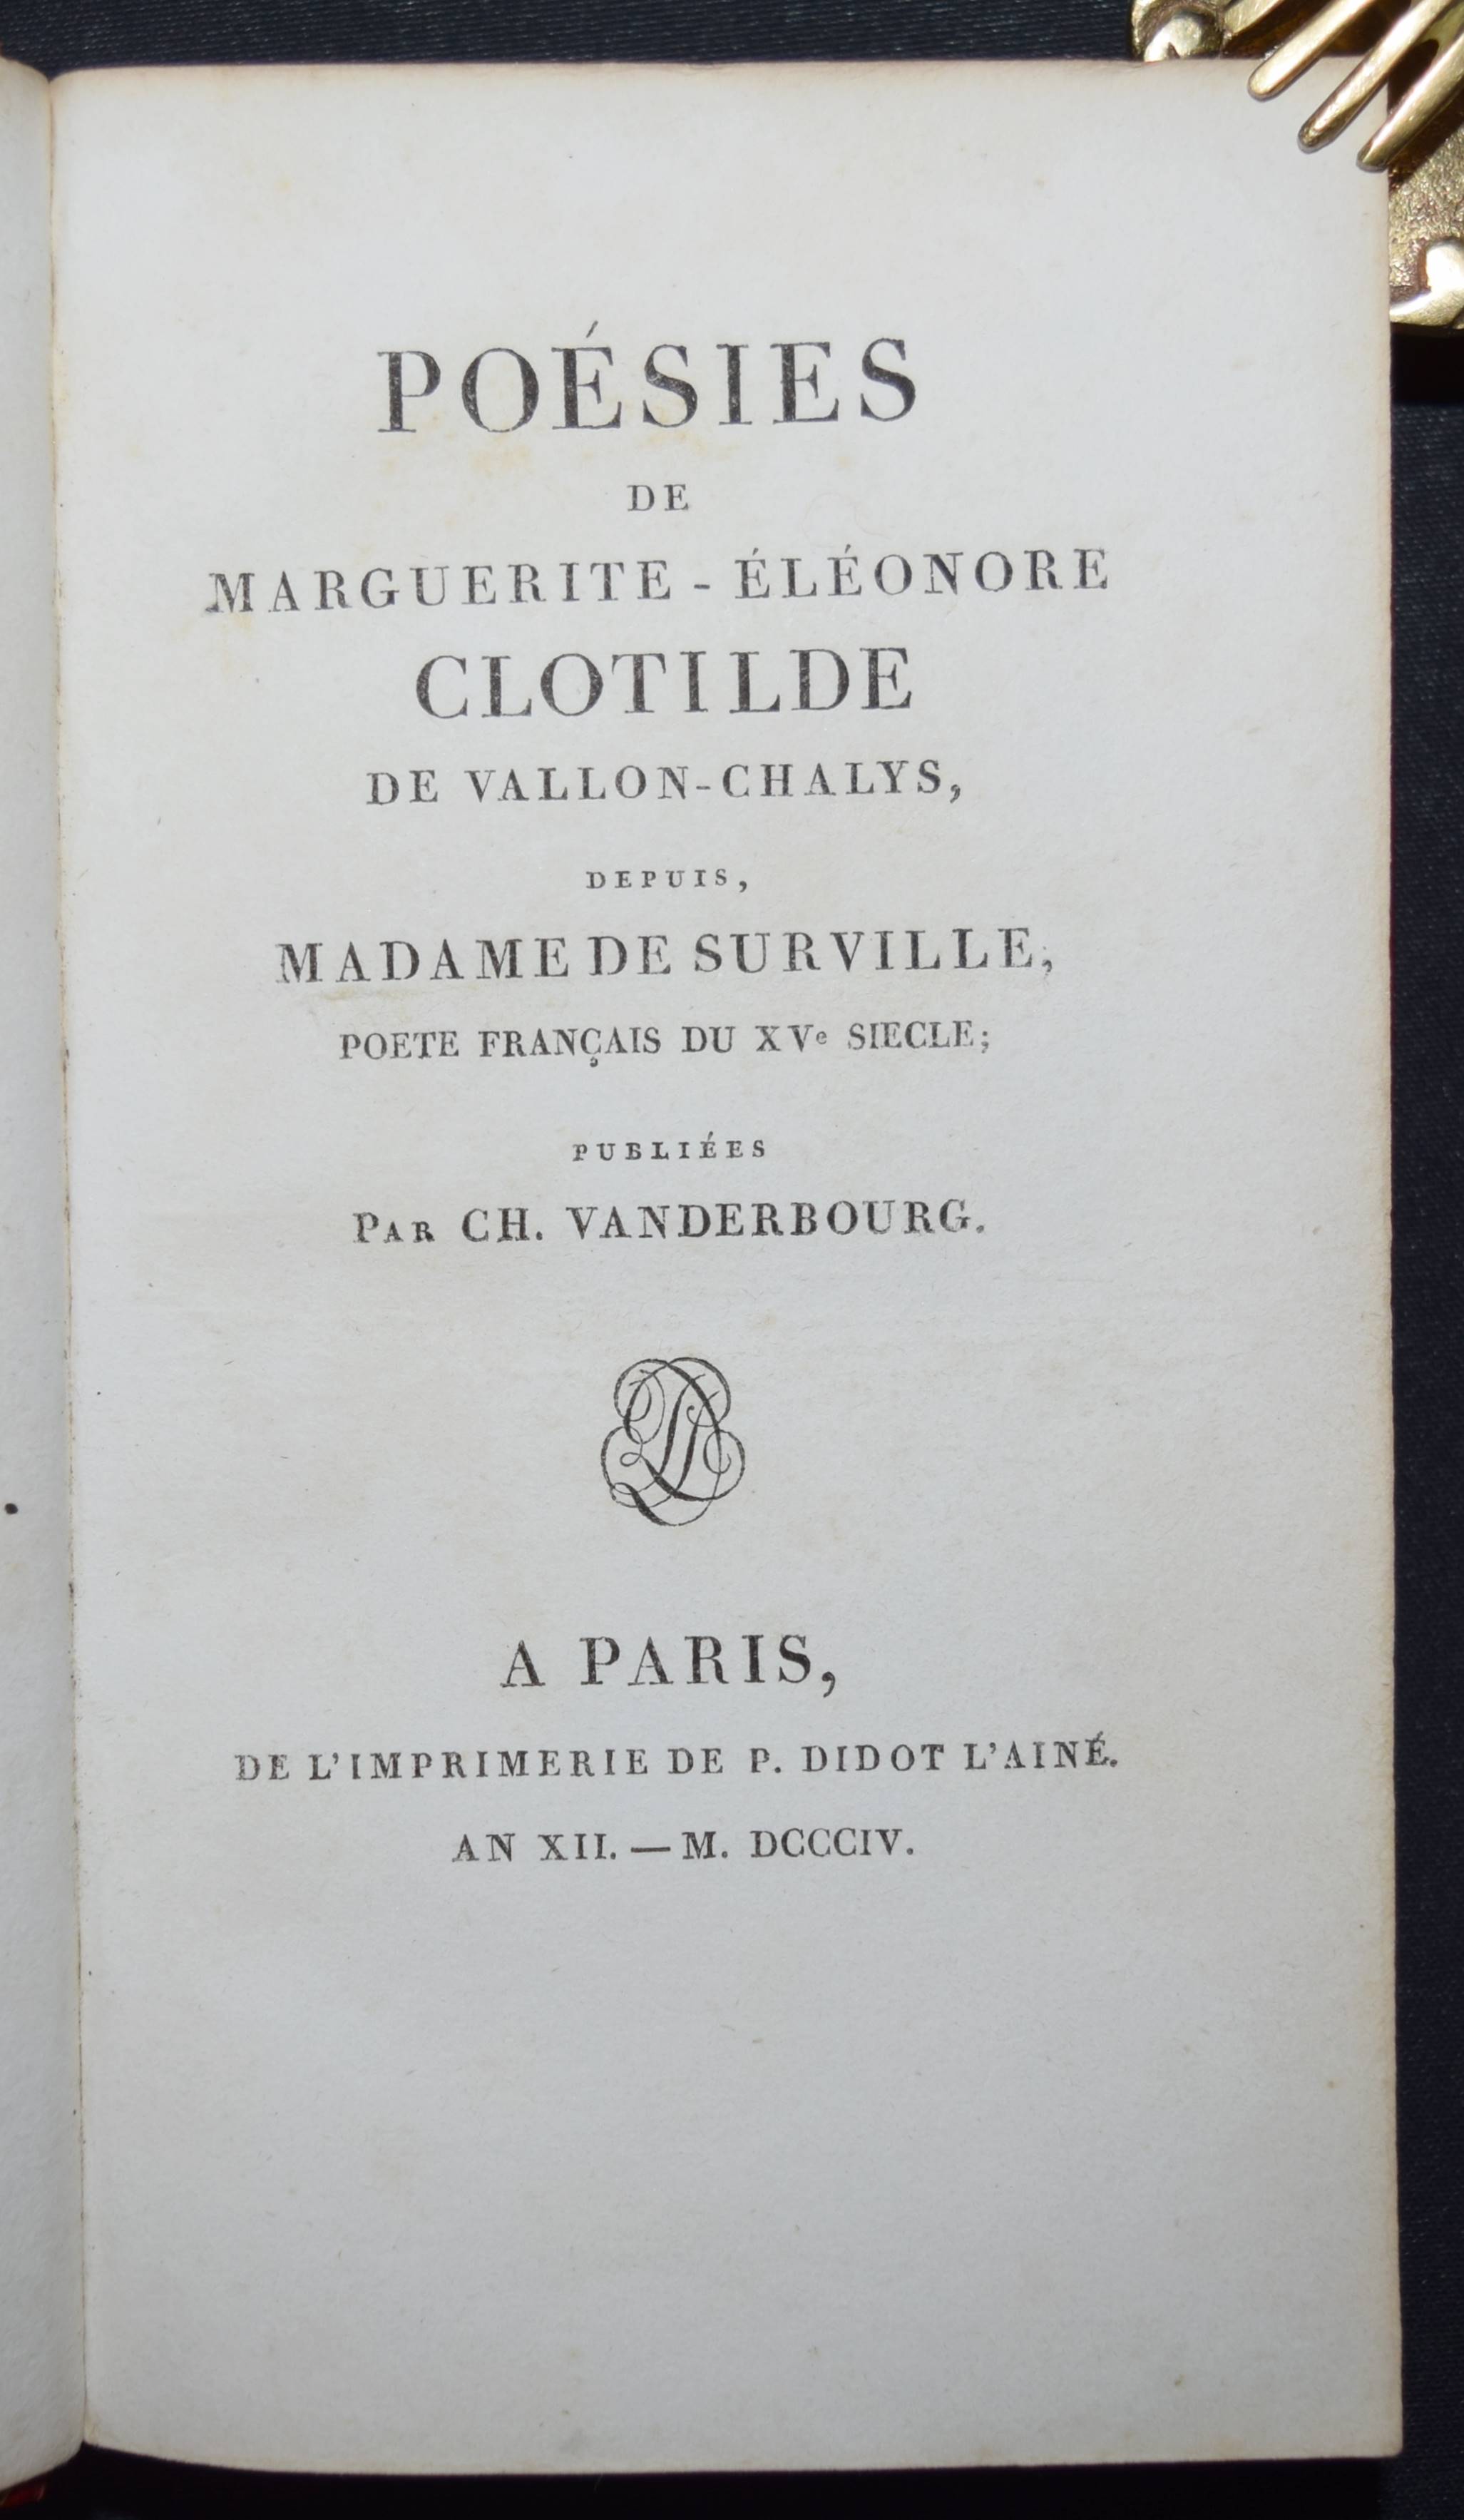 POÉSIES
DE
MARGUERITE - ÉLÉONORE
CLOTILDE
DE VALLON-CHALYS,
DEPUIS,
MADAME DE SURVILLE,
POETE FRANÇAIS DU XVe SIECLE;
PUBLIÉES
PAR CH. VANDERBOURG.
A PARIS,
DE L'IMPRIMERIE DE P. DIDOT L'AINÉ.
AN XII. — M. DCCCIV.